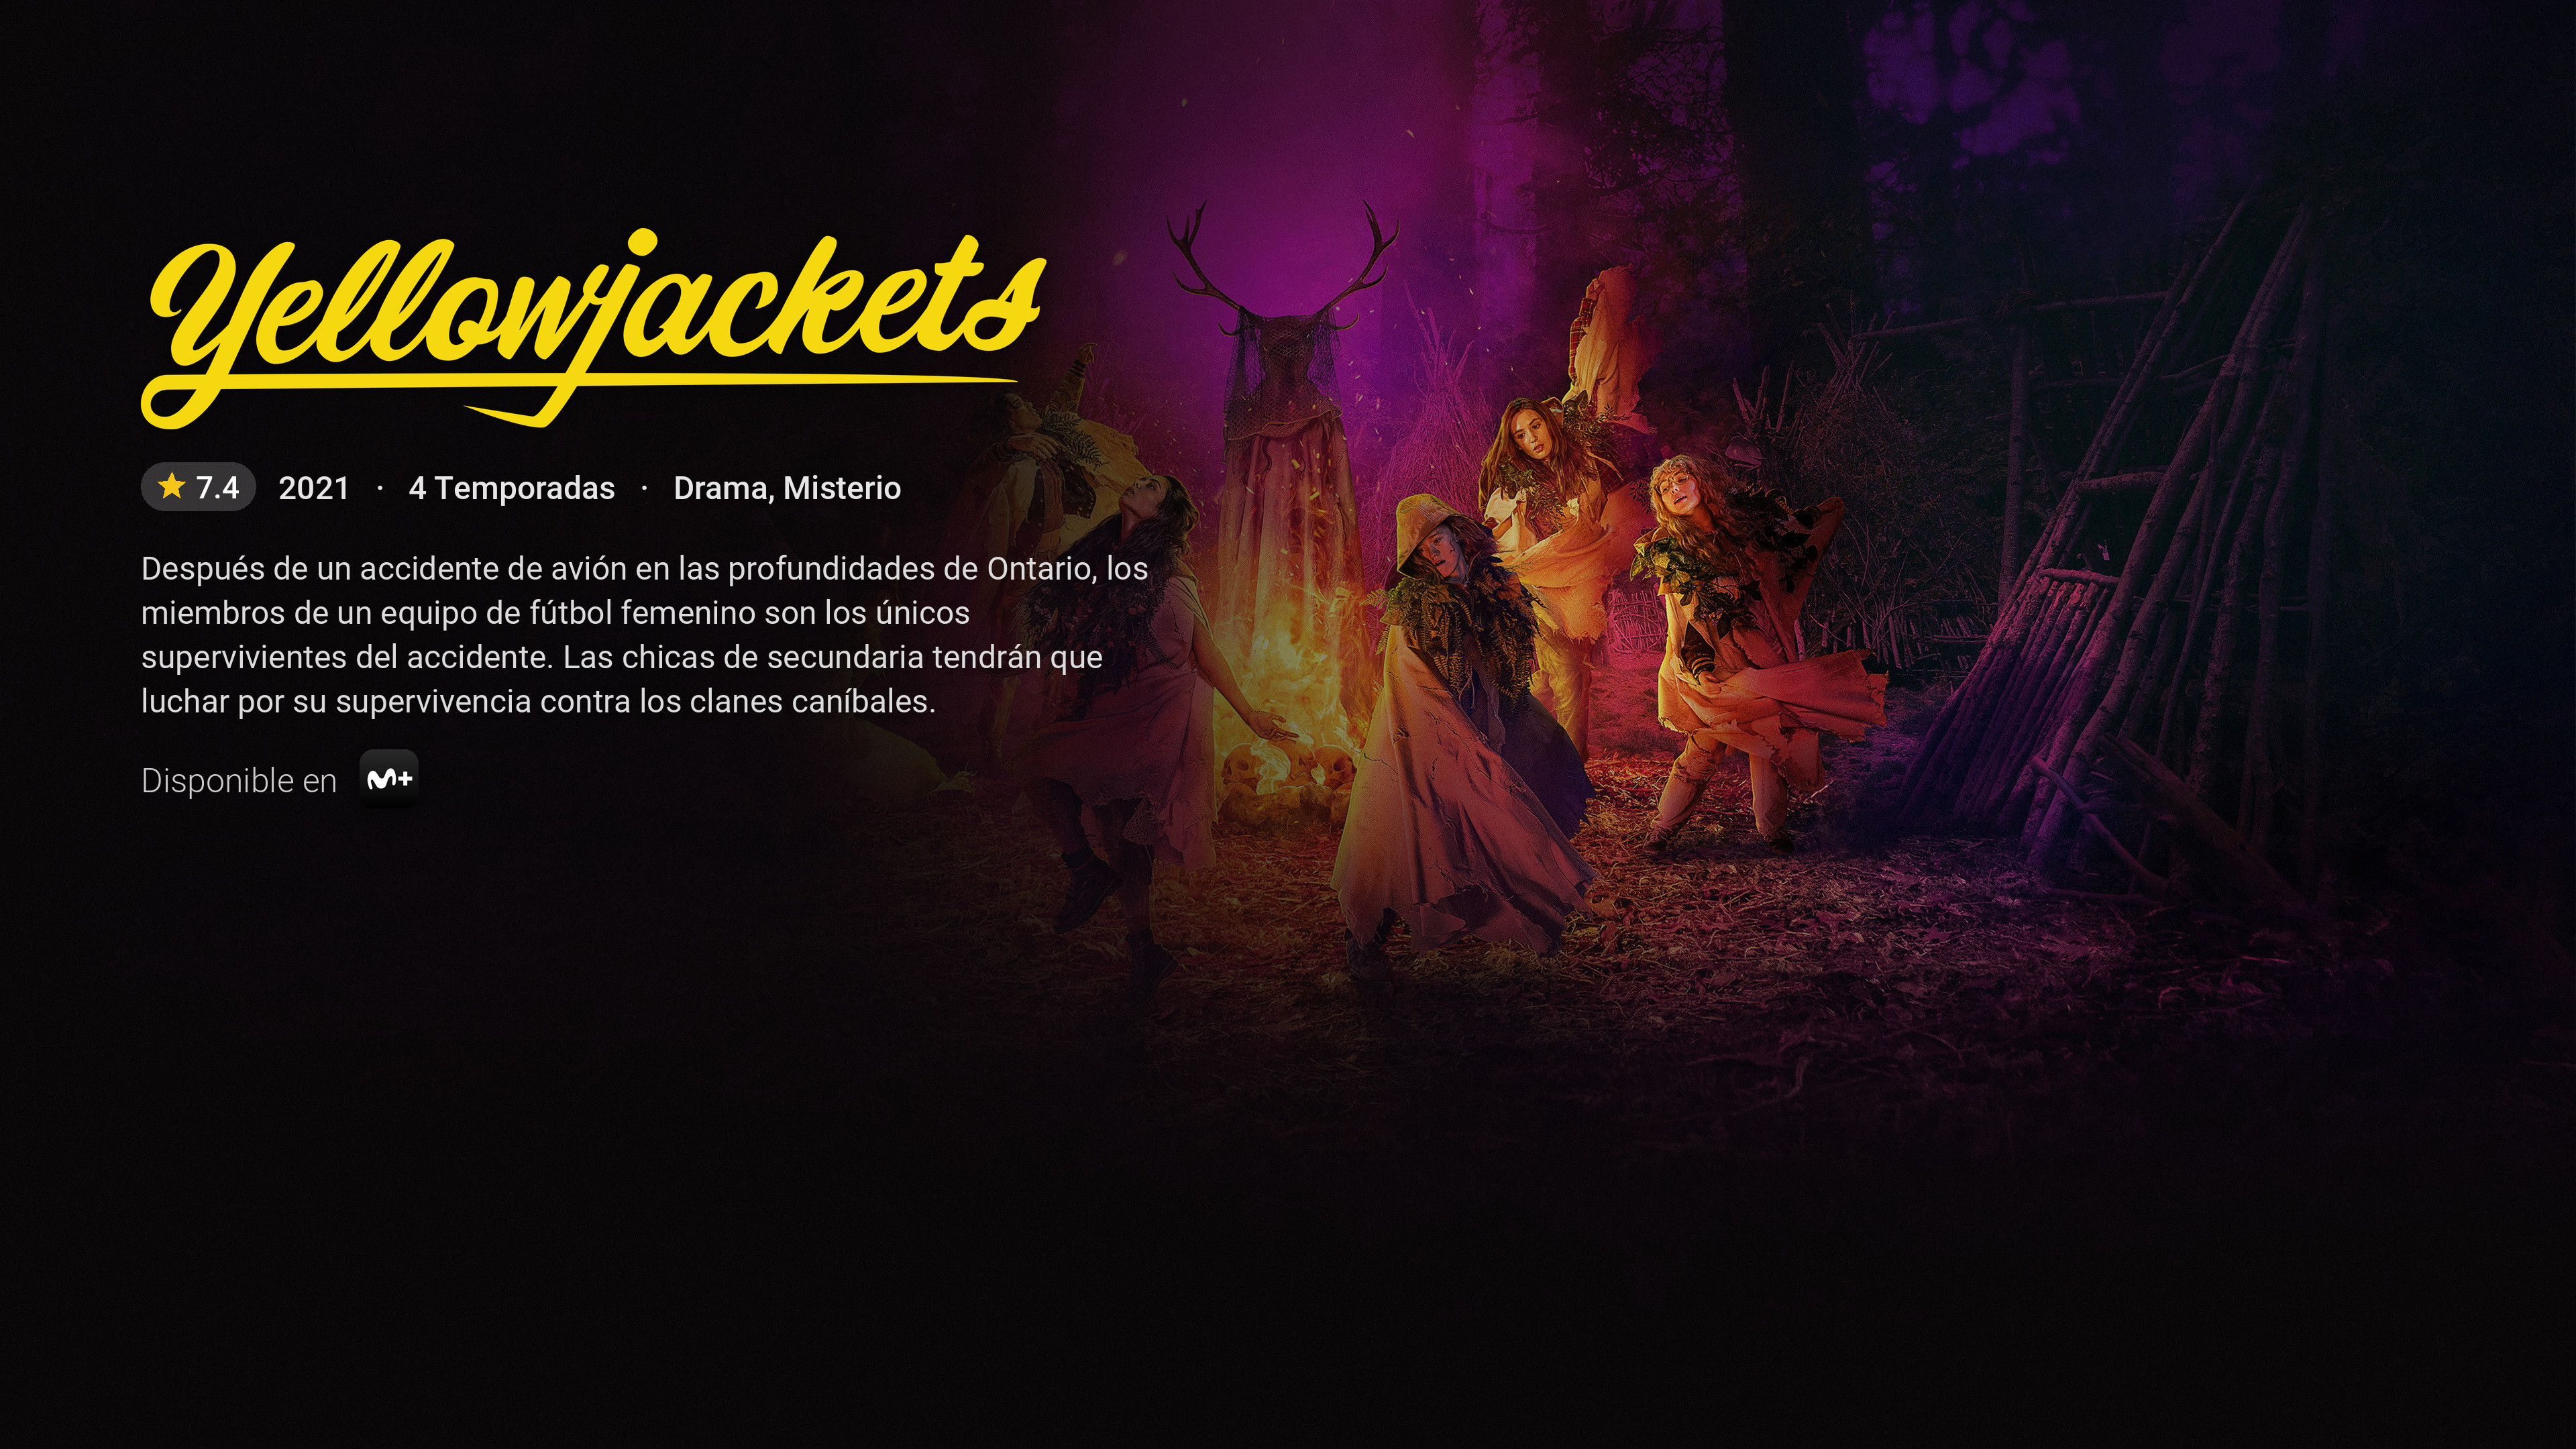 Yellowjackets
7.4 2021 · 4 Temporadas · Drama, Misterio
Después de un accidente de avión en las profundidades de Ontario, los
miembros de un equipo de fútbol femenino son los únicos
supervivientes del accidente. Las chicas de secundaria tendrán que
luchar por su supervivencia contra los clanes caníbales.
Disponible en M+